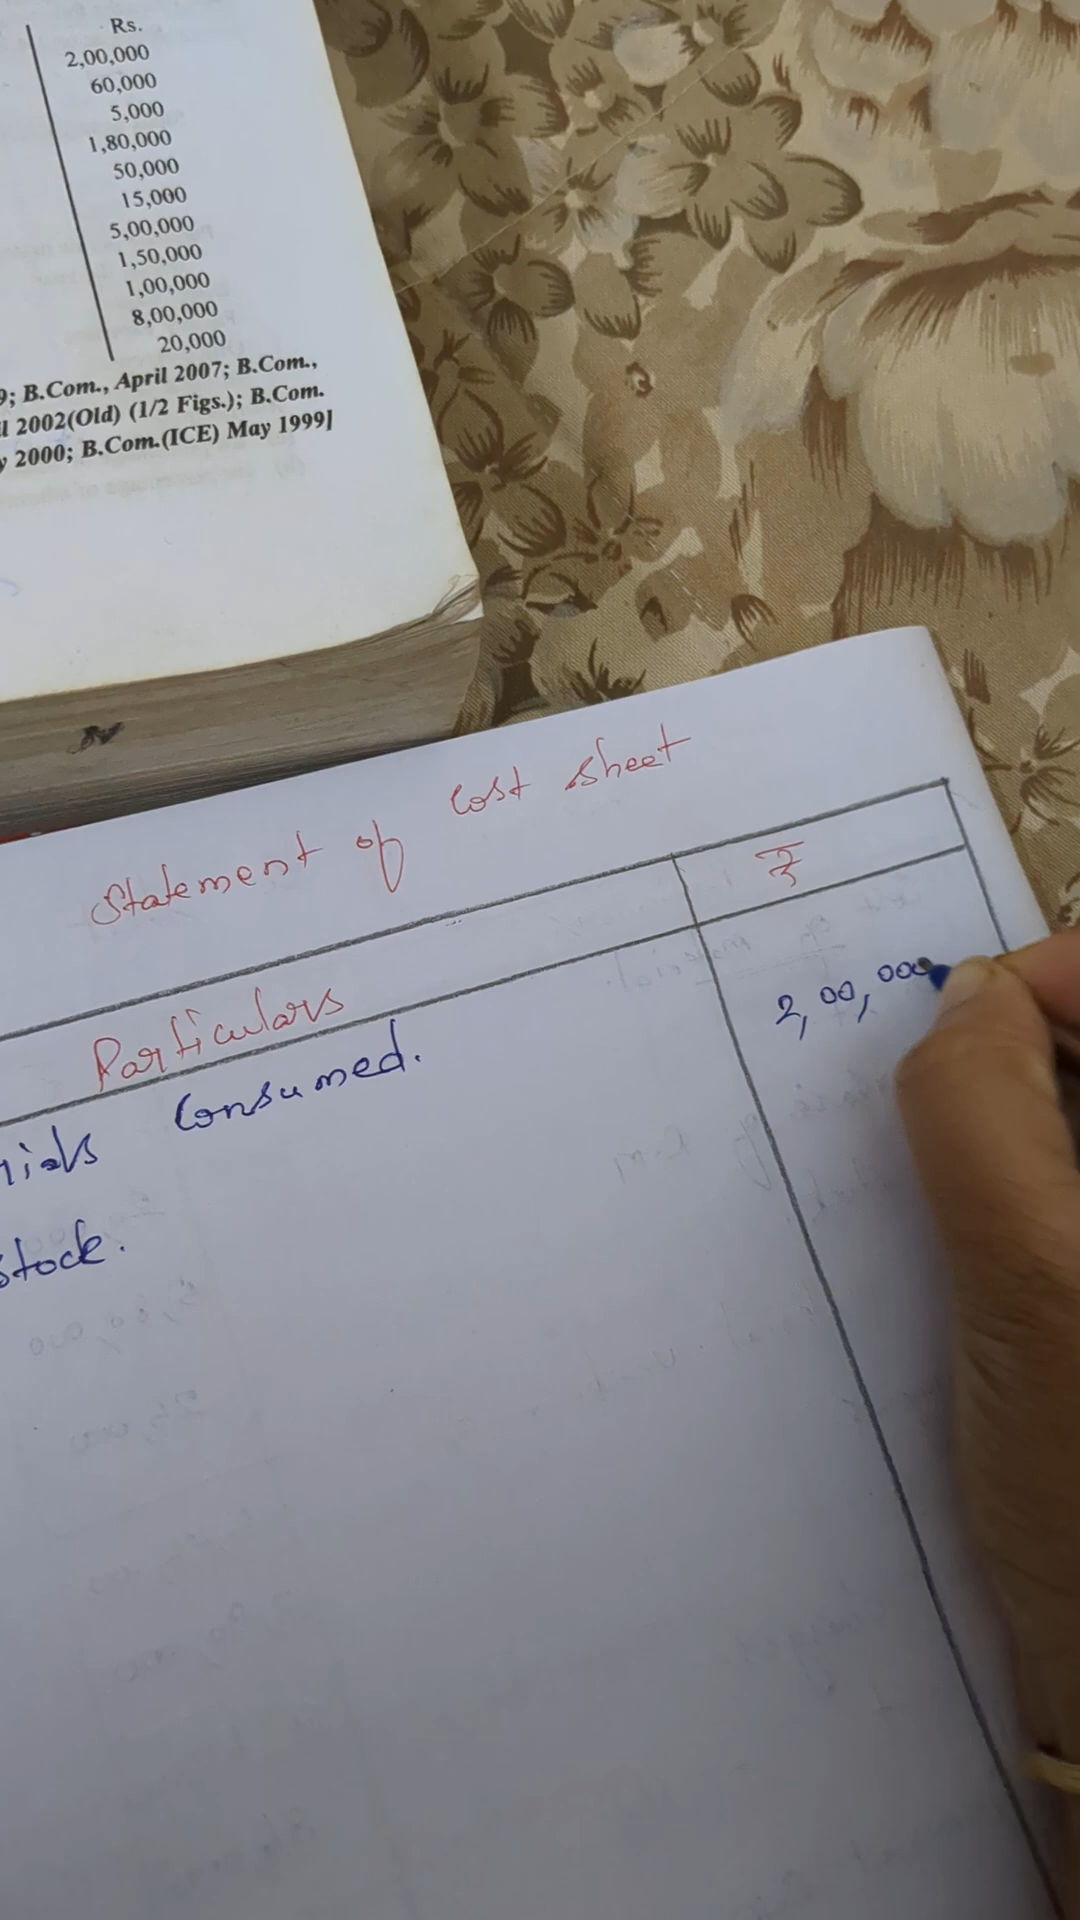 Rs.
2,00,000
60,000
5,000
1,80,000
50,000
15,000
5,00,000
1,50,000
1,00,000
8,00,000
20,000
9; B.Com., April 2007; B.Com.,
2002(Old) (1/2 Figs.); B.Com.
2000; B.Com.(ICE) May 1999]
Statement of Cost sheet
Particulars ₹
Consumed. 2,00,000
stock.